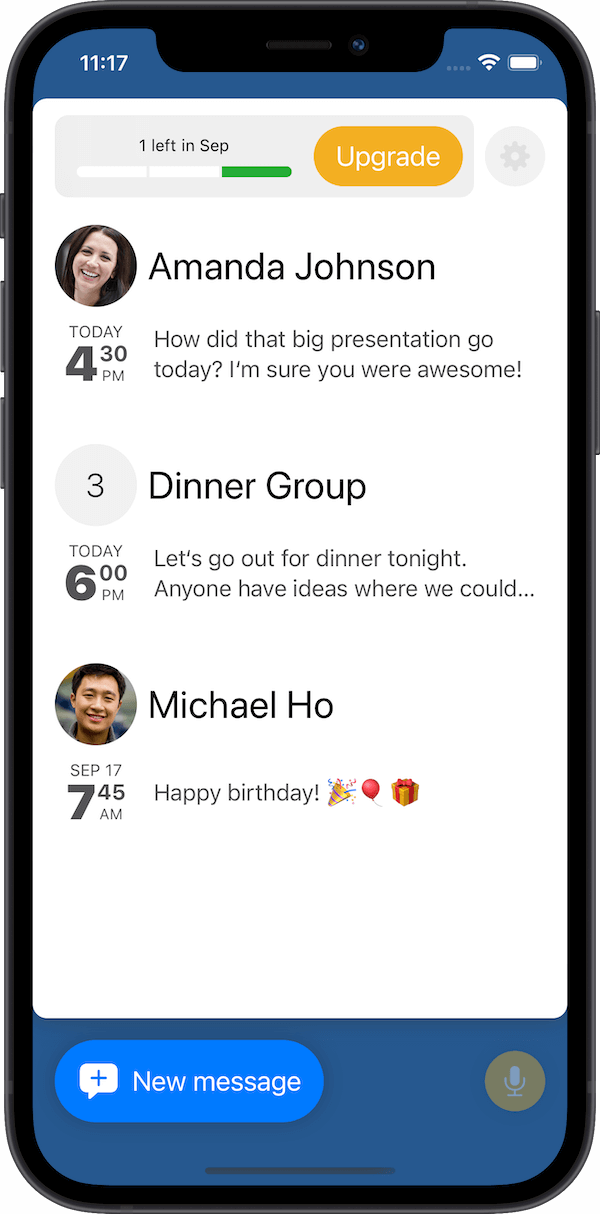 11:17
1 left in Sep
Upgrade
Amanda Johnson
TODAY
4 30 PM
How did that big presentation go
today? I‘m sure you were awesome!
3
Dinner Group
TODAY
6 00 PM
Let‘s go out for dinner tonight.
Anyone have ideas where we could...
Michael Ho
SEP 17
7 45 AM
Happy birthday! 🎉🎈🎁
New message